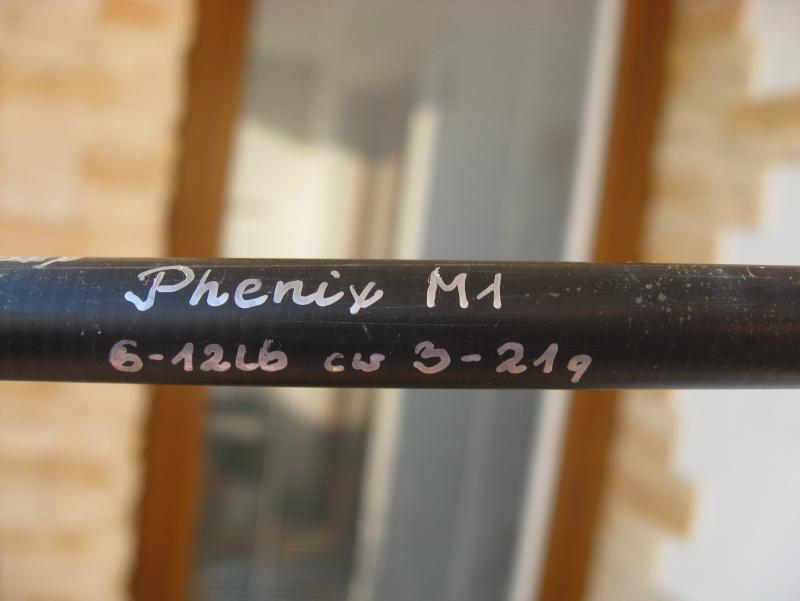 Phenix M1
6-12lb cw 3-21g